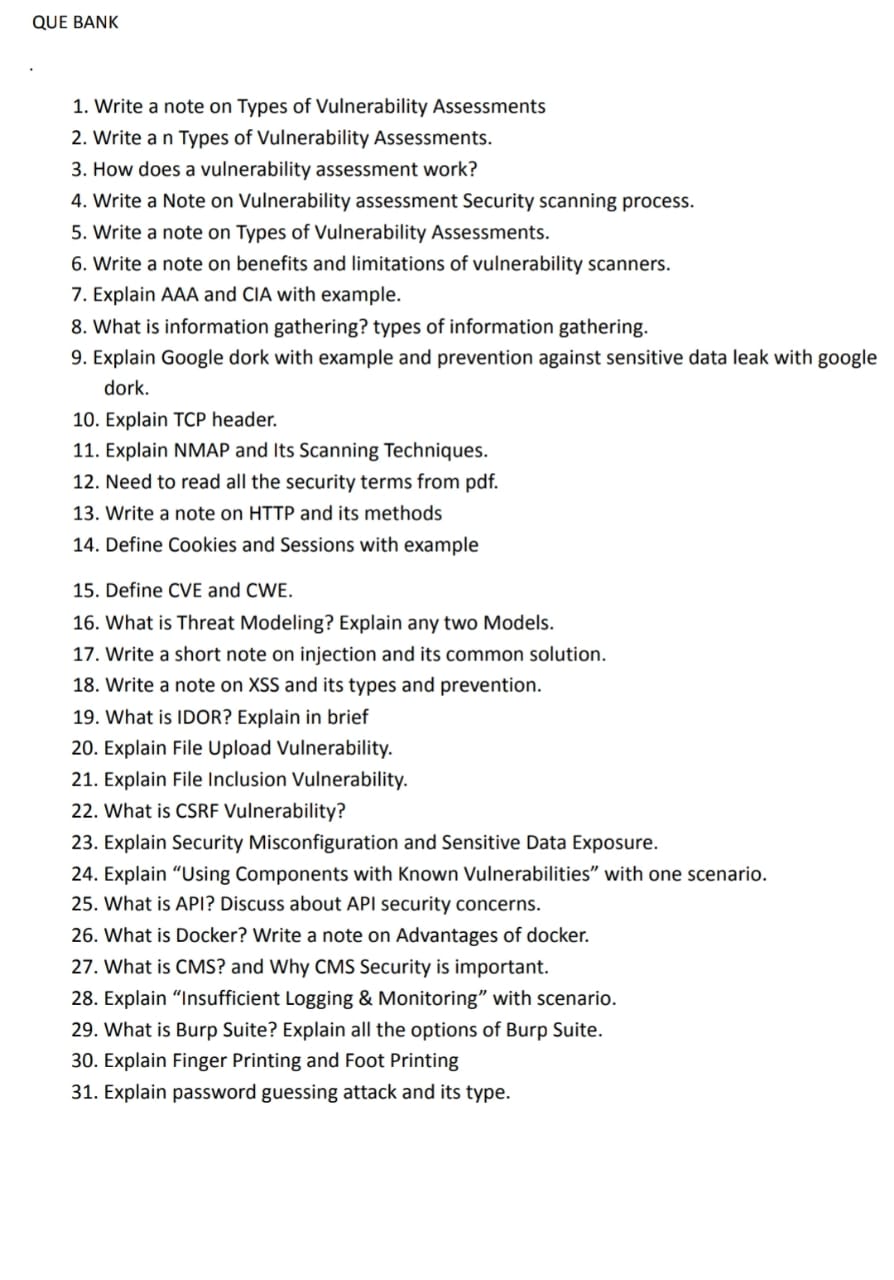 QUE BANK
.
1. Write a note on Types of Vulnerability Assessments
2. Write a n Types of Vulnerability Assessments.
3. How does a vulnerability assessment work?
4. Write a Note on Vulnerability assessment Security scanning process.
5. Write a note on Types of Vulnerability Assessments.
6. Write a note on benefits and limitations of vulnerability scanners.
7. Explain AAA and CIA with example.
8. What is information gathering? types of information gathering.
9. Explain Google dork with example and prevention against sensitive data leak with google
dork.
10. Explain TCP header.
11. Explain NMAP and Its Scanning Techniques.
12. Need to read all the security terms from pdf.
13. Write a note on HTTP and its methods
14. Define Cookies and Sessions with example
15. Define CVE and CWE.
16. What is Threat Modeling? Explain any two Models.
17. Write a short note on injection and its common solution.
18. Write a note on XSS and its types and prevention.
19. What is IDOR? Explain in brief
20. Explain File Upload Vulnerability.
21. Explain File Inclusion Vulnerability.
22. What is CSRF Vulnerability?
23. Explain Security Misconfiguration and Sensitive Data Exposure.
24. Explain “Using Components with Known Vulnerabilities” with one scenario.
25. What is API? Discuss about API security concerns.
26. What is Docker? Write a note on Advantages of docker.
27. What is CMS? and Why CMS Security is important.
28. Explain “Insufficient Logging & Monitoring” with scenario.
29. What is Burp Suite? Explain all the options of Burp Suite.
30. Explain Finger Printing and Foot Printing
31. Explain password guessing attack and its type.